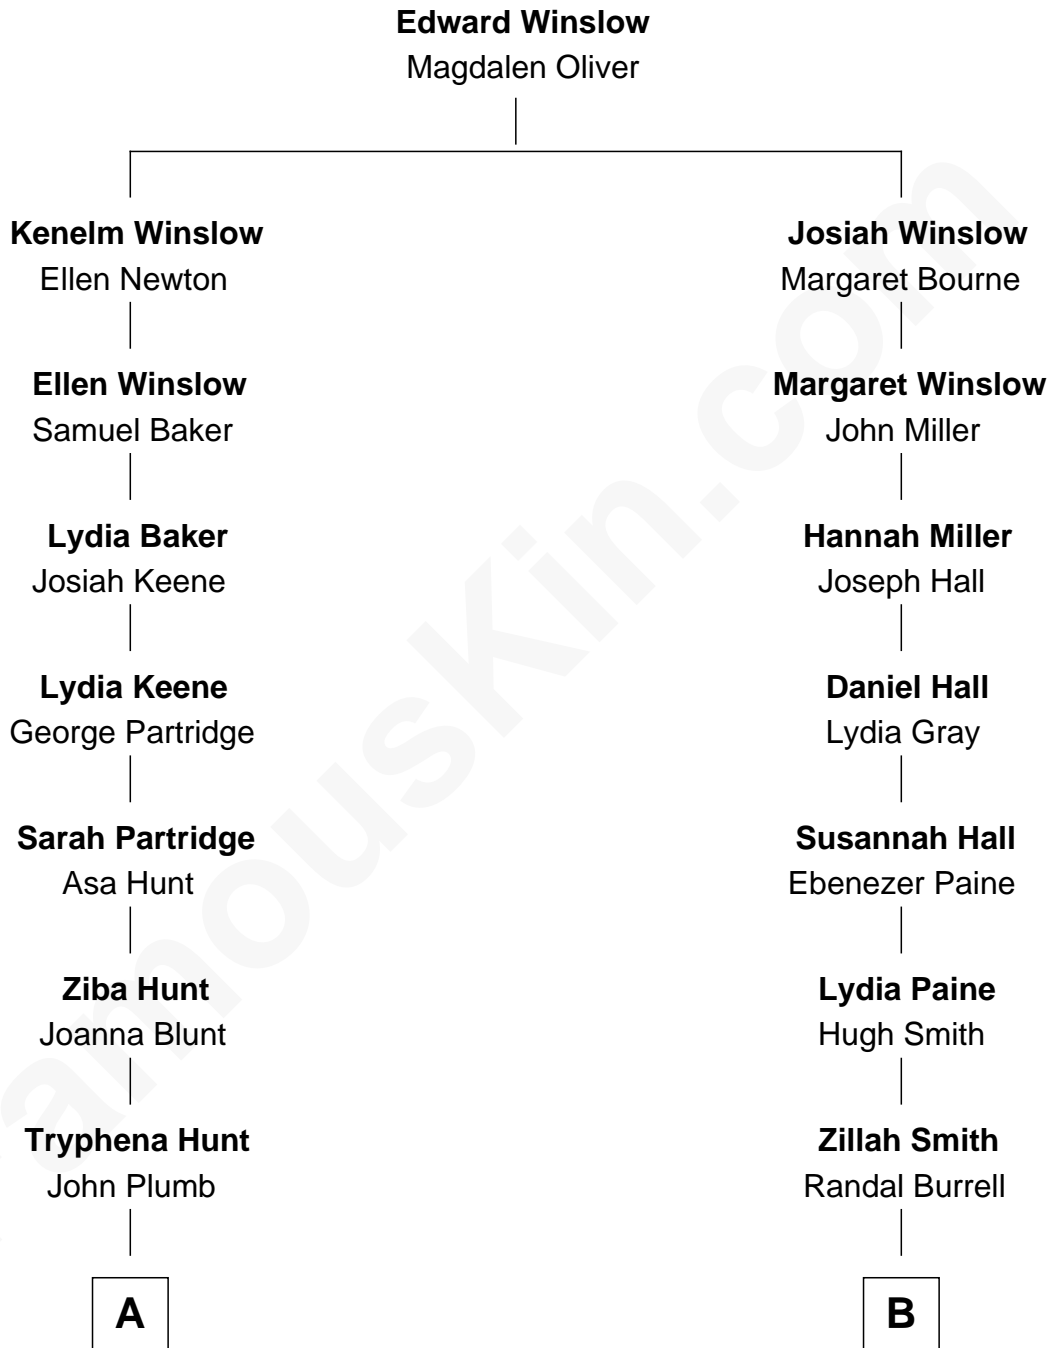 Edward Winslow
Magdalen Oliver
Kenelm Winslow
Ellen Newton
Josiah Winslow
Margaret Bourne
Ellen Winslow
Samuel Baker
Margaret Winslow
John Miller
Lydia Baker
Josiah Keene
Hannah Miller
Joseph Hall
Lydia Keene
George Partridge
Daniel Hall
Lydia Gray
Sarah Partridge
Asa Hunt
Susannah Hall
Ebenezer Paine
Ziba Hunt
Joanna Blunt
Lydia Paine
Hugh Smith
Tryphena Hunt
John Plumb
Zillah Smith
Randal Burrell
A
B
amouskin.com